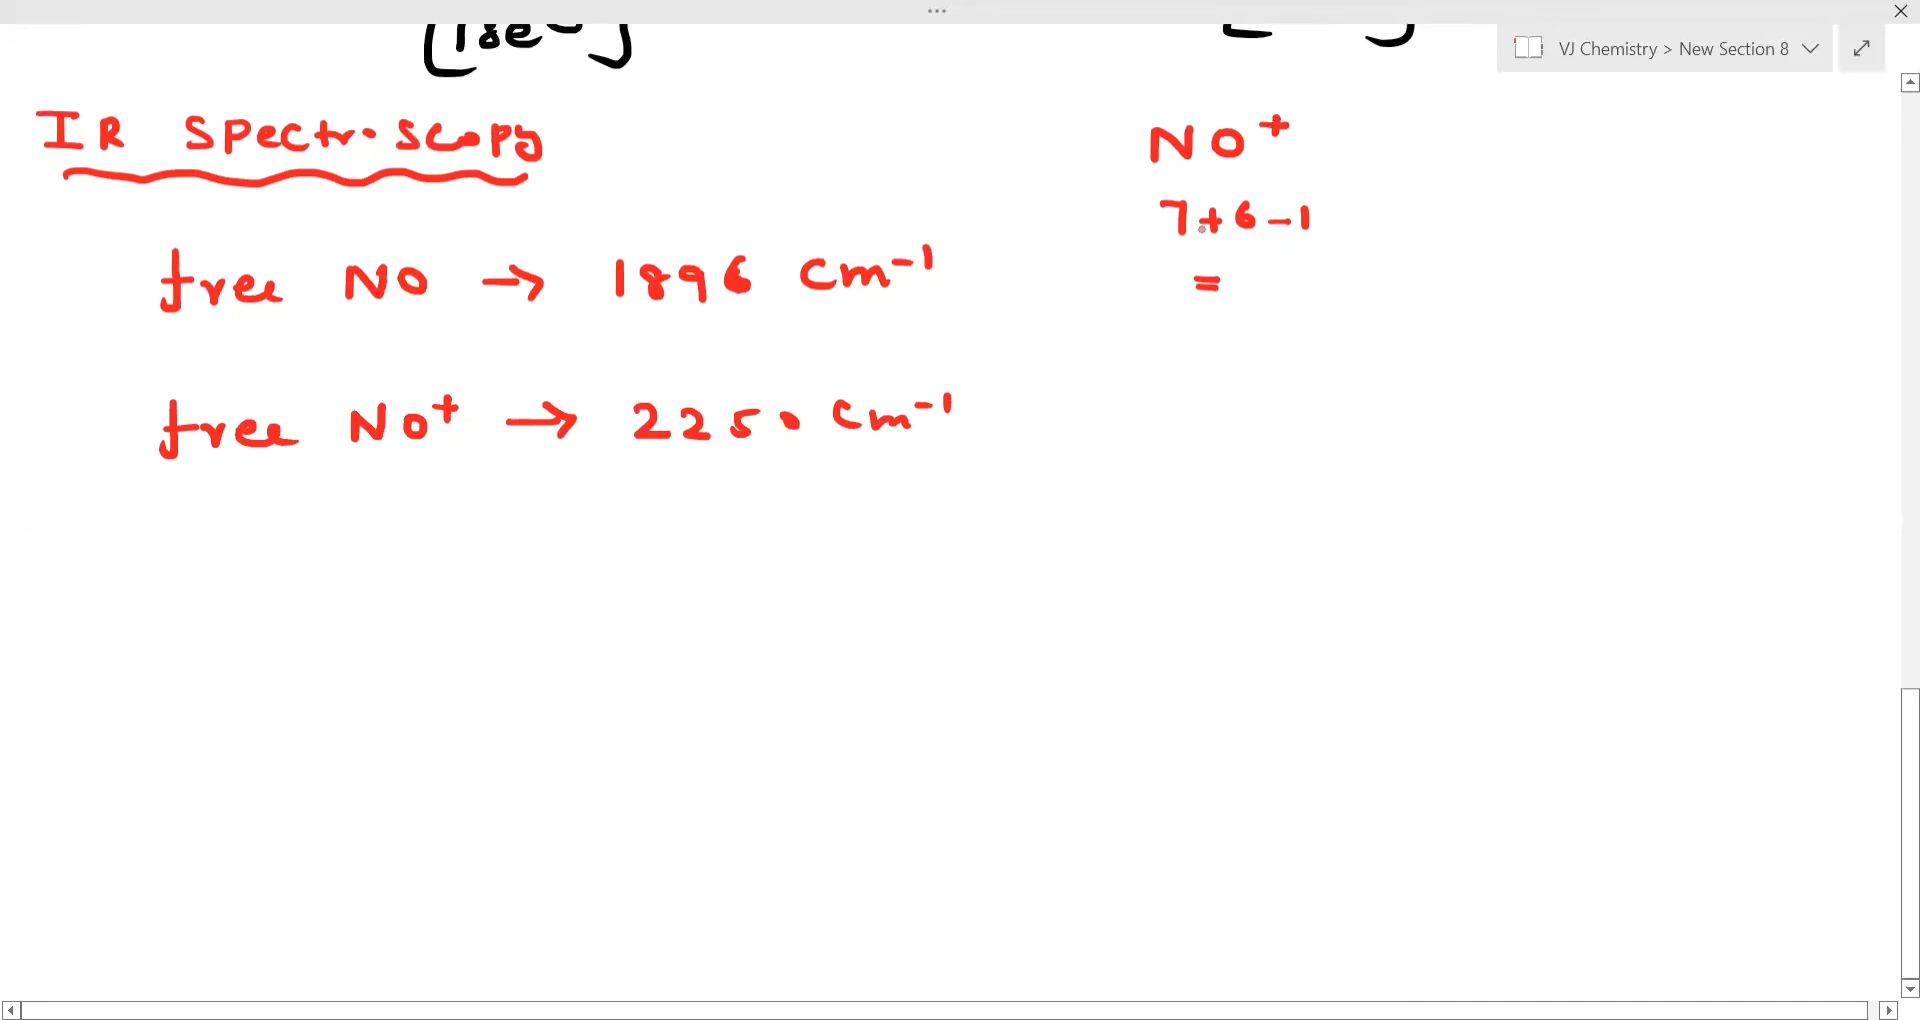 [18e-]
VJ Chemistry > New Section 8
IR Spectroscopy
NO⁺
7+6-1
=
free NO → 1896 cm⁻¹
free NO⁺ → 2250 cm⁻¹